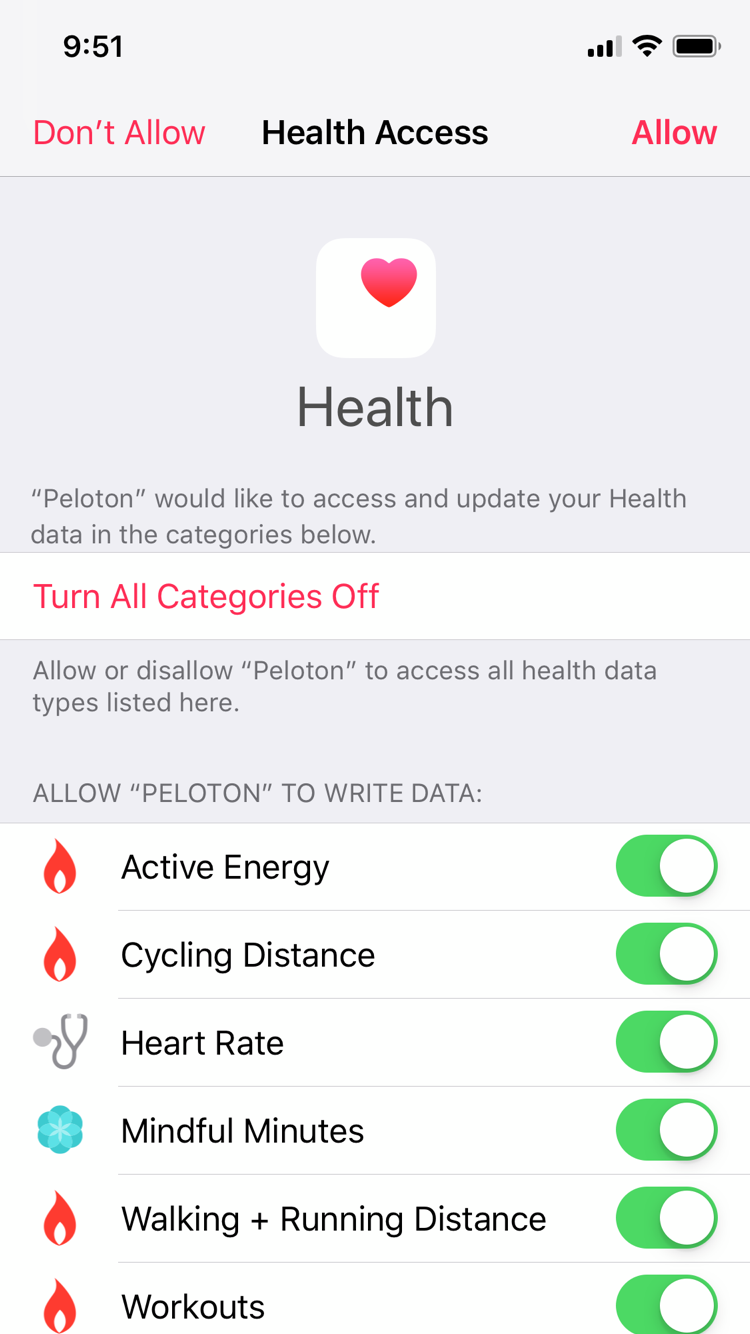 9:51
Don’t Allow
Health Access
Allow
Health
“Peloton” would like to access and update your Health
data in the categories below.
Turn All Categories Off
Allow or disallow “Peloton” to access all health data
types listed here.
ALLOW “PELOTON” TO WRITE DATA:
Active Energy
Cycling Distance
Heart Rate
Mindful Minutes
Walking + Running Distance
Workouts